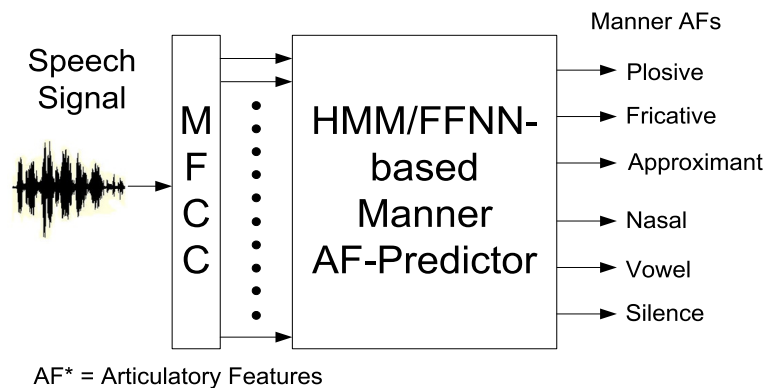 Speech
Signal
M
F
C
C
HMM/FFNN-
based
Manner
AF-Predictor
Manner AFs
Plosive
Fricative
Approximant
Nasal
Vowel
Silence
AF* = Articulatory Features